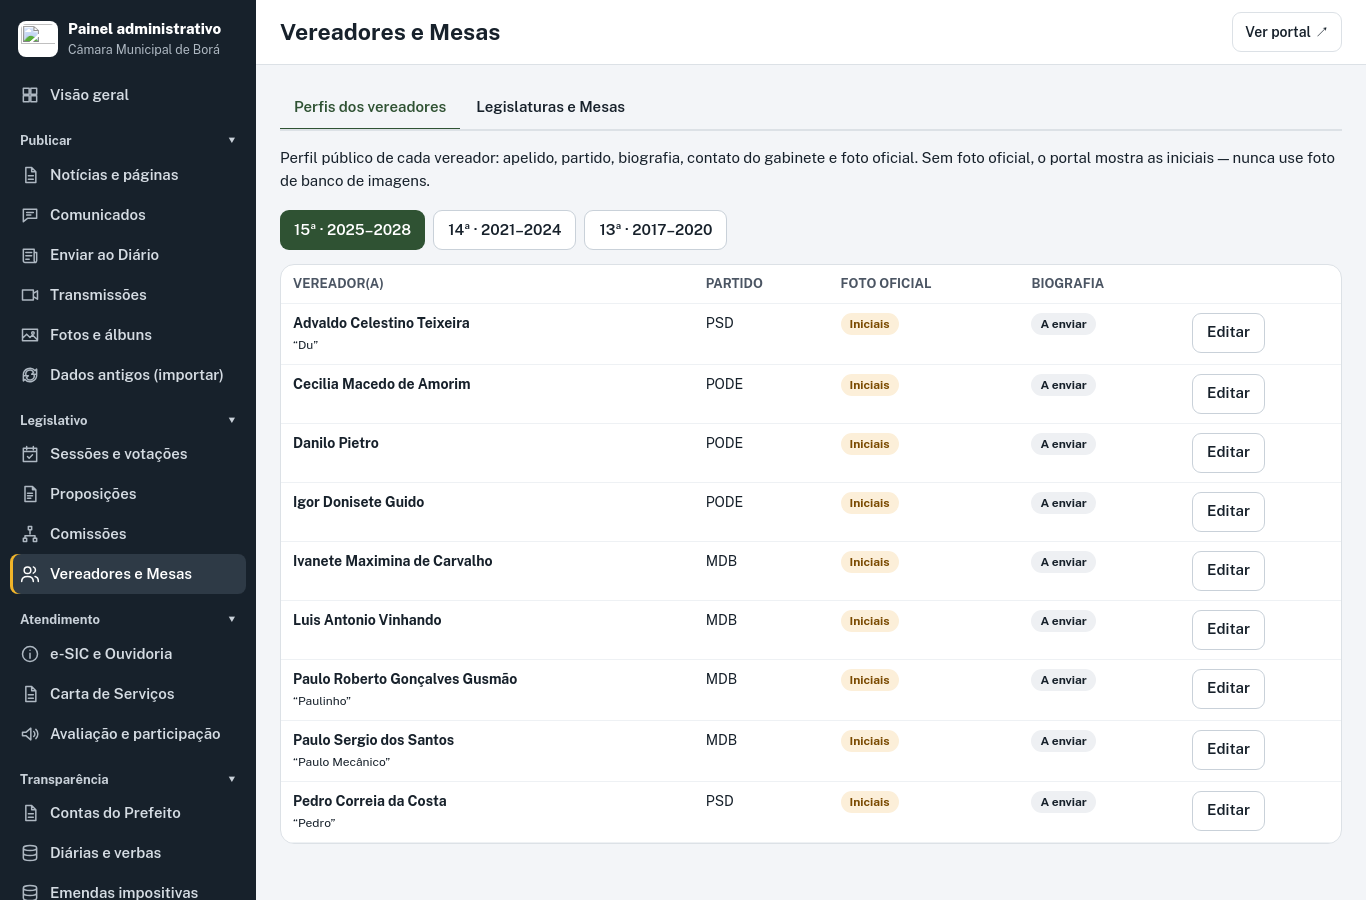 Painel administrativo
Câmara Municipal de Borá
Visão geral
Publicar ▼
Notícias e páginas
Comunicados
Enviar ao Diário
Transmissões
Fotos e álbuns
Dados antigos (importar)
Legislativo ▼
Sessões e votações
Proposições
Comissões
Vereadores e Mesas
Atendimento ▼
e-SIC e Ouvidoria
Carta de Serviços
Avaliação e participação
Transparência ▼
Contas do Prefeito
Diárias e verbas
Emendas impositivas
Vereadores e Mesas
Ver portal ↗
Perfis dos vereadores Legislaturas e Mesas
Perfil público de cada vereador: apelido, partido, biografia, contato do gabinete e foto oficial. Sem foto oficial, o portal mostra as iniciais — nunca use foto
de banco de imagens.
15ª · 2025–2028 14ª · 2021–2024 13ª · 2017–2020
VEREADOR(A) PARTIDO FOTO OFICIAL BIOGRAFIA
Advaldo Celestino Teixeira PSD Iniciais A enviar Editar
“Du”
Cecilia Macedo de Amorim PODE Iniciais A enviar Editar
Danilo Pietro PODE Iniciais A enviar Editar
Igor Donisete Guido PODE Iniciais A enviar Editar
Ivanete Maximina de Carvalho MDB Iniciais A enviar Editar
Luis Antonio Vinhando MDB Iniciais A enviar Editar
Paulo Roberto Gonçalves Gusmão MDB Iniciais A enviar Editar
“Paulinho”
Paulo Sergio dos Santos MDB Iniciais A enviar Editar
“Paulo Mecânico”
Pedro Correia da Costa PSD Iniciais A enviar Editar
“Pedro”